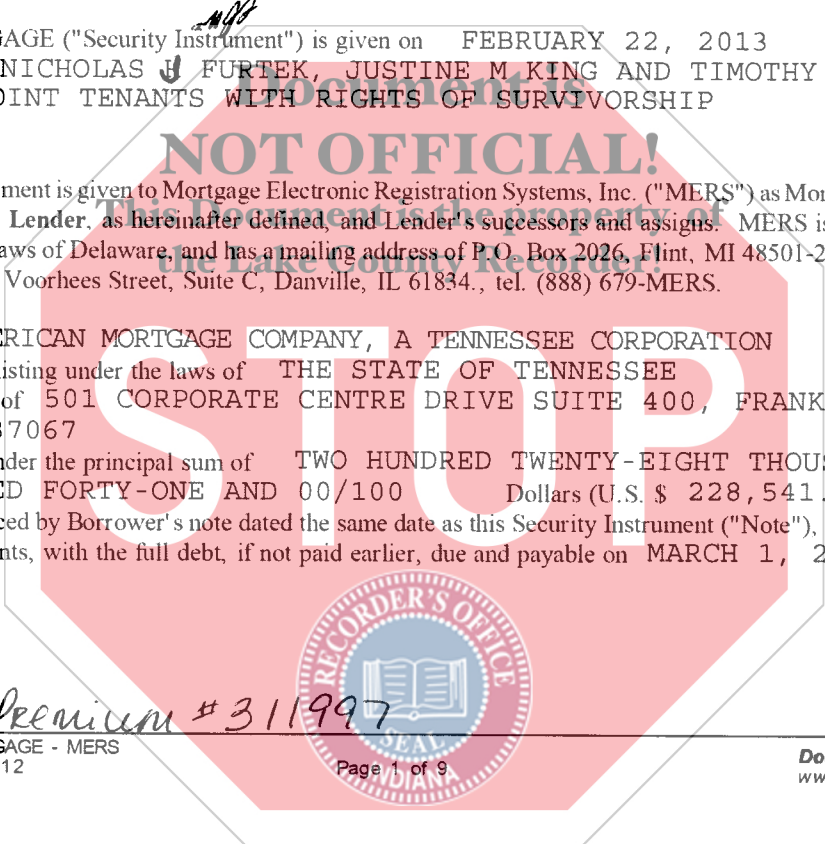 GAGE ("Security Instrument") is given on FEBRUARY 22, 2013
NICHOLAS J FURTEK, JUSTINE M KING AND TIMOTHY
OINT TENANTS WITH RIGHTS OF SURVIVORSHIP
Document is
NOT OFFICIAL!
This Document is the property of
the Lake County Recorder!
ment is given to Mortgage Electronic Registration Systems, Inc. ("MERS") as Mor
Lender, as hereinafter defined, and Lender's successors and assigns. MERS is
aws of Delaware, and has a mailing address of P.O. Box 2026, Flint, MI 48501-2
Voorhees Street, Suite C, Danville, IL 61834., tel. (888) 679-MERS.
STOP
ERICAN MORTGAGE COMPANY, A TENNESSEE CORPORATION
isting under the laws of THE STATE OF TENNESSEE
of 501 CORPORATE CENTRE DRIVE SUITE 400, FRANK
37067
nder the principal sum of TWO HUNDRED TWENTY-EIGHT THOUS
ED FORTY-ONE AND 00/100 Dollars (U.S. $ 228,541.
ced by Borrower's note dated the same date as this Security Instrument ("Note"),
nts, with the full debt, if not paid earlier, due and payable on MARCH 1, 2
RECORDER'S OFFICE
SEAL
INDIANA
Premium #311997
GAGE - MERS
12
Page 1 of 9
Do
ww